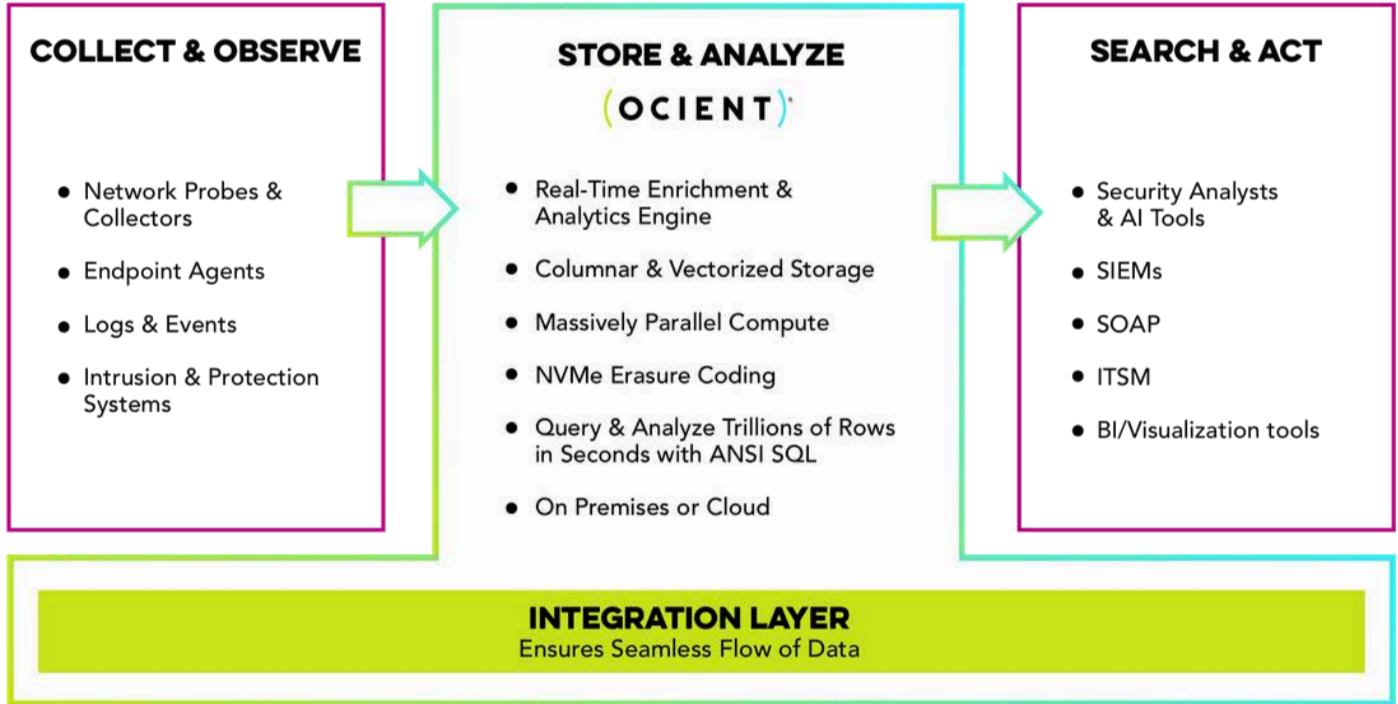 COLLECT & OBSERVE
Network Probes &
Collectors
Endpoint Agents
Logs & Events
Intrusion & Protection
Systems
STORE & ANALYZE
(OCIENT)
Real-Time Enrichment &
Analytics Engine
Columnar & Vectorized Storage
Massively Parallel Compute
NVMe Erasure Coding
Query & Analyze Trillions of Rows
in Seconds with ANSI SQL
On Premises or Cloud
SEARCH & ACT
Security Analysts
& AI Tools
SIEMs
SOAP
ITSM
BI/Visualization tools
INTEGRATION LAYER
Ensures Seamless Flow of Data